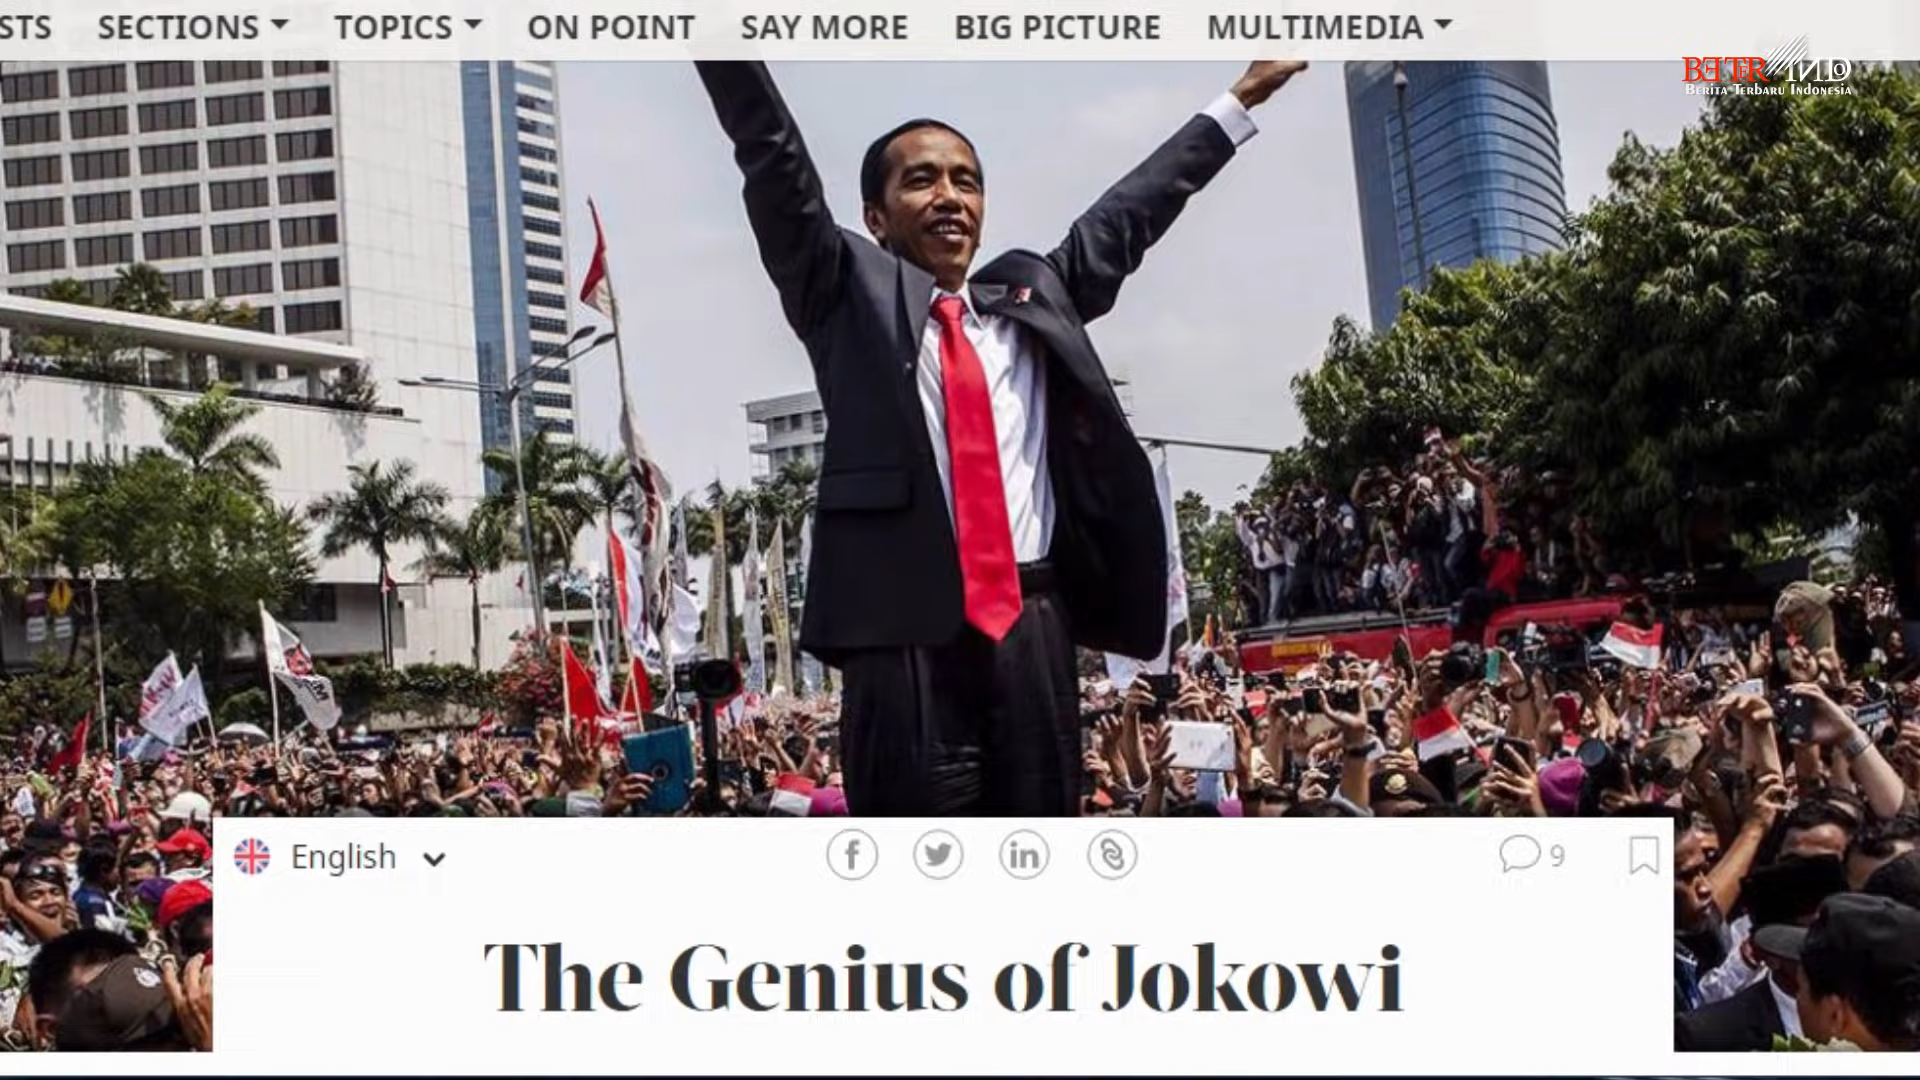 STS SECTIONS TOPICS ON POINT SAY MORE BIG PICTURE MULTIMEDIA
BERITA TERBARU INDONESIA
English
9
The Genius of Jokowi